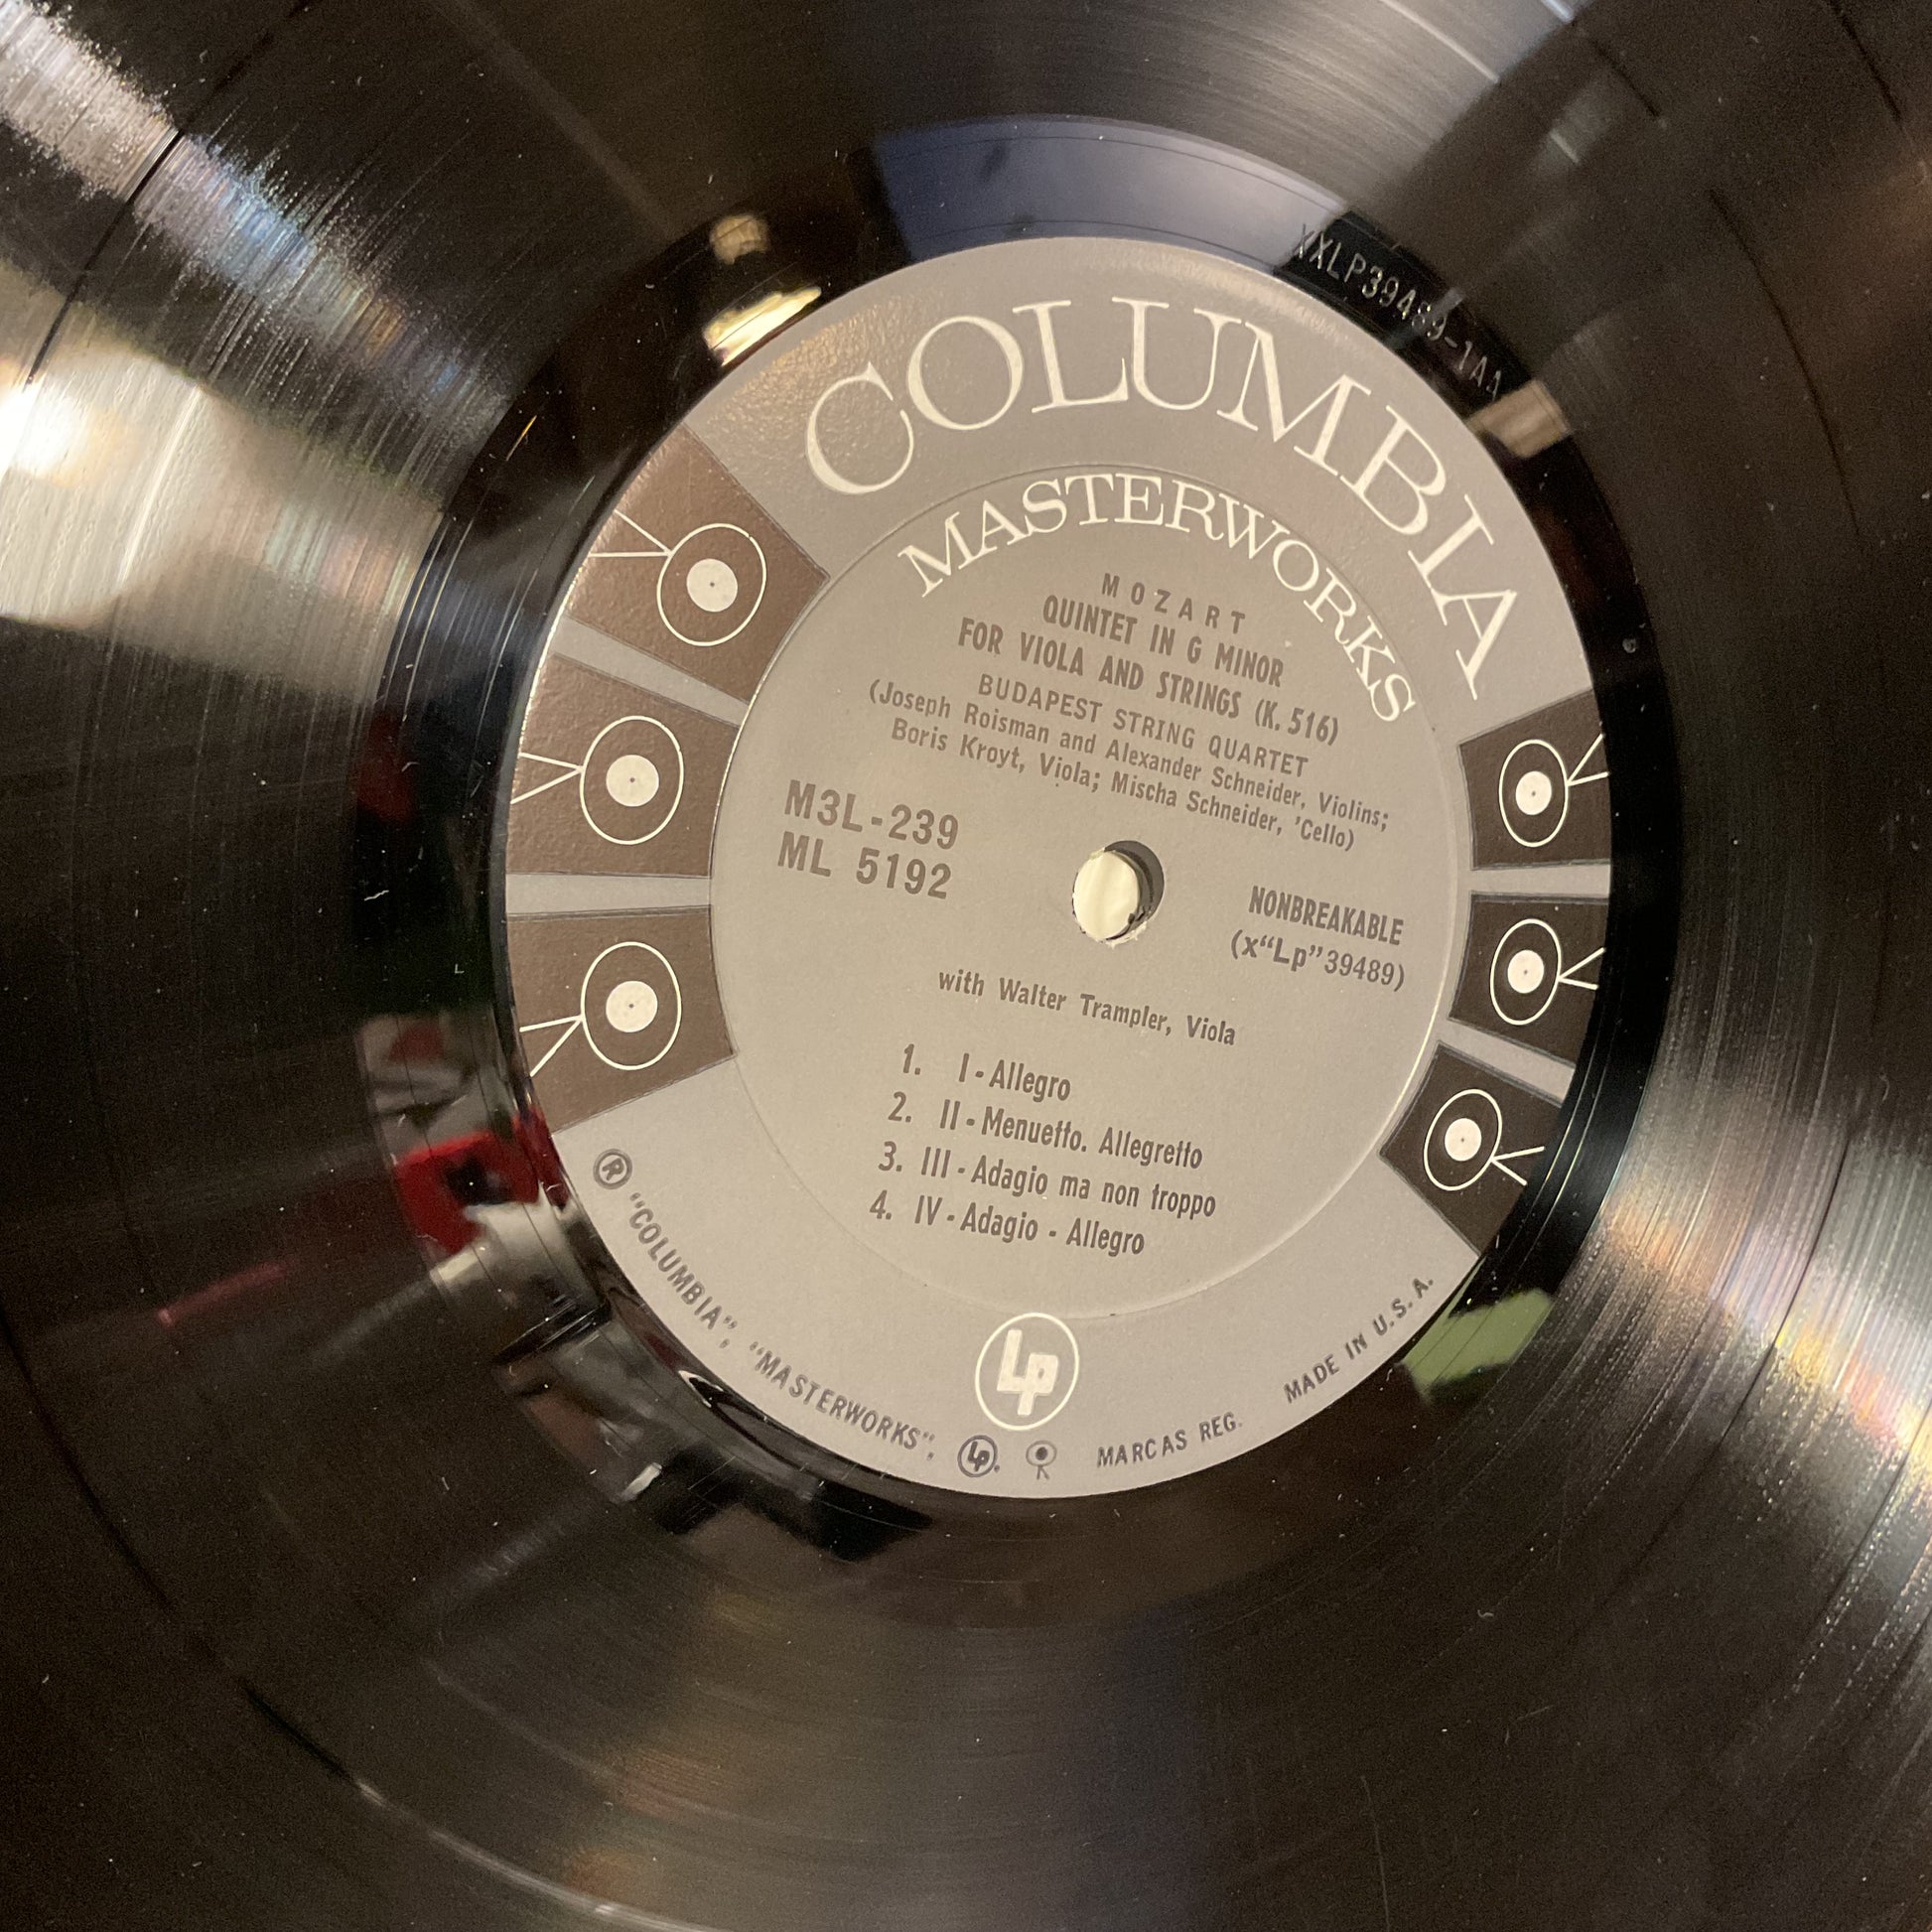 XXLP39489-1AA
COLUMBIA
MASTERWORKS
MOZART
QUINTET IN G MINOR
FOR VIOLA AND STRINGS (K. 516)
BUDAPEST STRING QUARTET
(Joseph Roisman and Alexander Schneider, Violins;
Boris Kroyt, Viola; Mischa Schneider, 'Cello)
M3L-239
ML 5192
NONBREAKABLE
(x“Lp”39489)
with Walter Trampler, Viola
1. I - Allegro
2. II - Menuetto. Allegretto
3. III - Adagio ma non troppo
4. IV - Adagio - Allegro
Lp
® “COLUMBIA”, “MASTERWORKS”, Lp. MARCAS REG. MADE IN U.S.A.